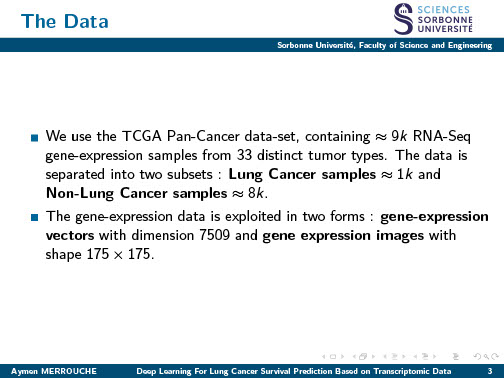 The Data
SCIENCES
SORBONNE
UNIVERSITÉ
Sorbonne Université, Faculty of Science and Engineering
We use the TCGA Pan-Cancer data-set, containing ≈ 9k RNA-Seq
gene-expression samples from 33 distinct tumor types. The data is
separated into two subsets : Lung Cancer samples ≈ 1k and
Non-Lung Cancer samples ≈ 8k.
The gene-expression data is exploited in two forms : gene-expression
vectors with dimension 7509 and gene expression images with
shape 175 × 175.
Aymen MERROUCHE Deep Learning For Lung Cancer Survival Prediction Based on Transcriptomic Data 3